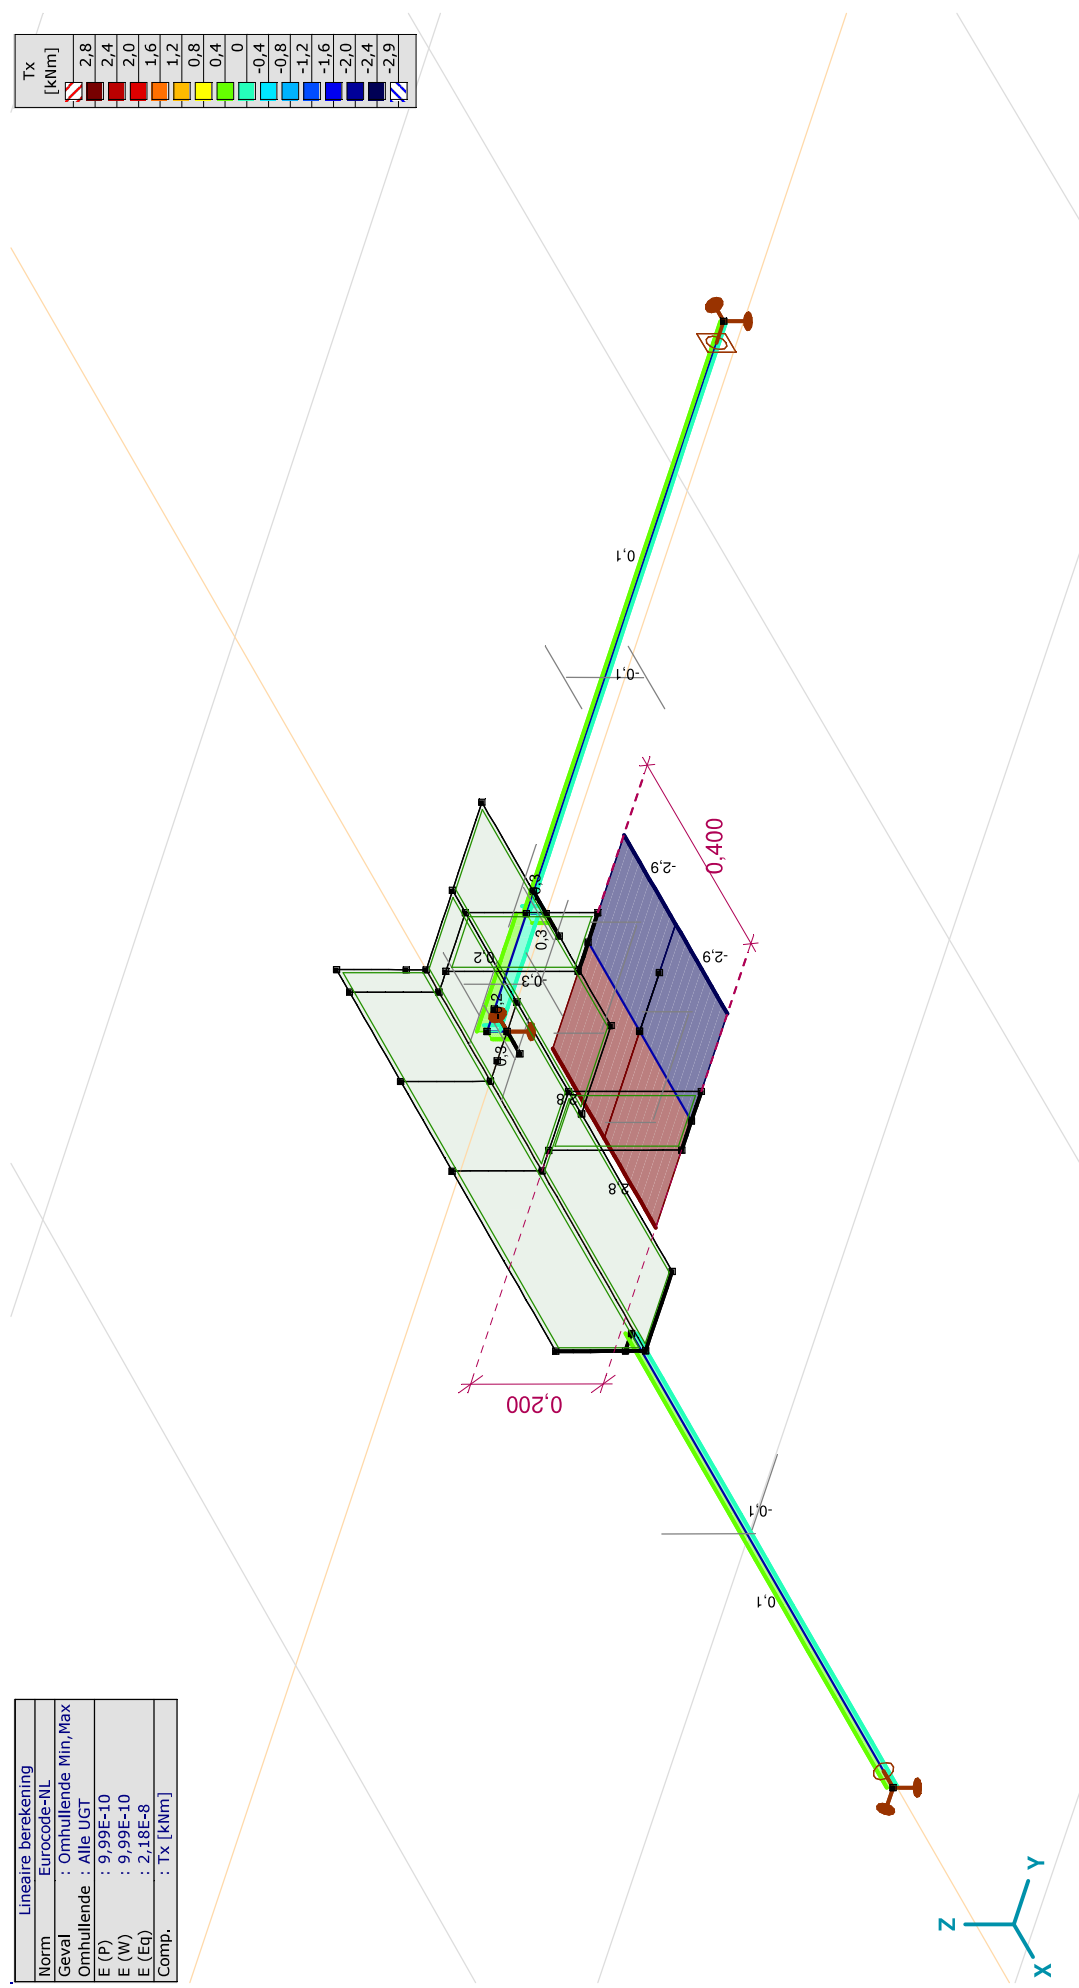 Lineaire berekening
Norm Eurocode-NL
Geval : Omhullende Min,Max
Omhullende : Alle UGT
E (P) : 9,99E-10
E (W) : 9,99E-10
E (Eq) : 2,18E-8
Comp. : Tx [kNm]
Tx
[kNm]
2,8
2,4
2,0
1,6
1,2
0,8
0,4
0
-0,4
-0,8
-1,2
-1,6
-2,0
-2,4
-2,9
0,1
-0,1
0,400
-2,9
-2,9
0,3
0,2
-0,3
-0,2
0,3
2,8
2,8
0,200
-0,1
0,1
Z
Y
X